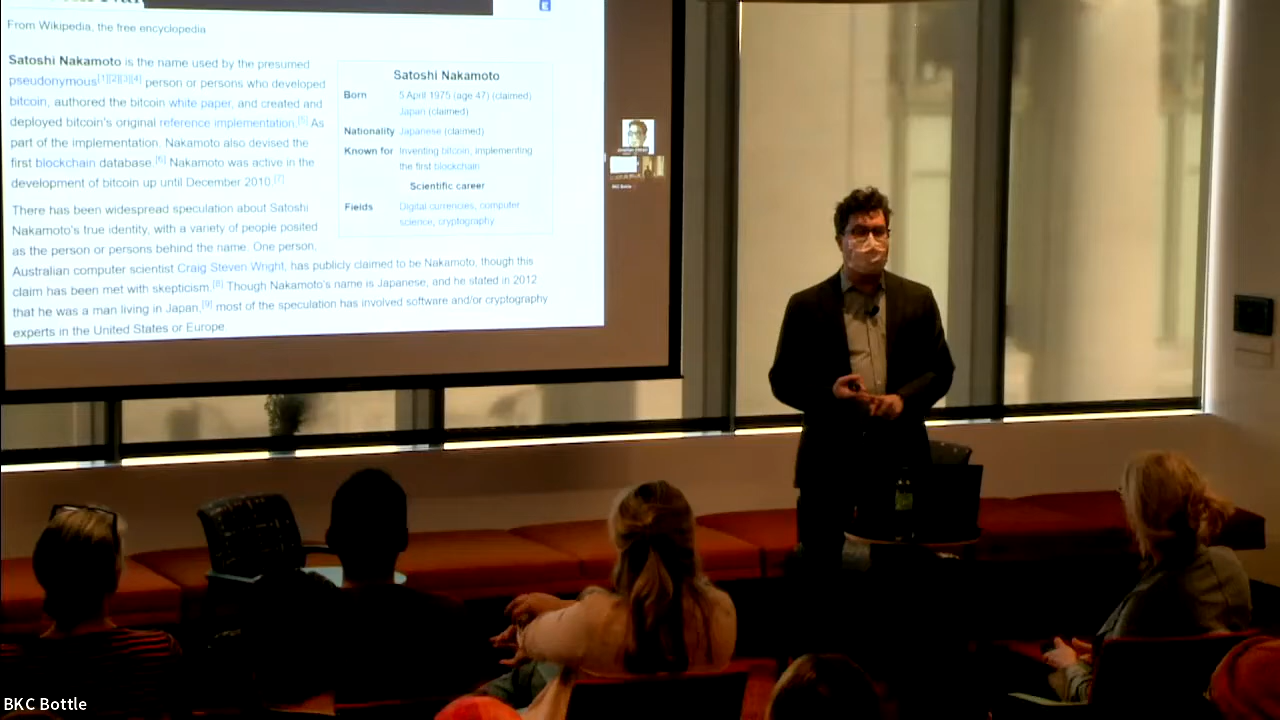 From Wikipedia, the free encyclopedia
Satoshi Nakamoto is the name used by the presumed
pseudonymous[1][2][3][4] person or persons who developed
bitcoin, authored the bitcoin white paper, and created and
deployed bitcoin's original reference implementation.[5] As
part of the implementation, Nakamoto also devised the
first blockchain database.[6] Nakamoto was active in the
development of bitcoin up until December 2010.[7]
There has been widespread speculation about Satoshi
Nakamoto's true identity, with a variety of people posited
as the person or persons behind the name. One person,
Australian computer scientist Craig Steven Wright, has publicly claimed to be Nakamoto, though this
claim has been met with skepticism.[8] Though Nakamoto's name is Japanese, and he stated in 2012
that he was a man living in Japan,[9] most of the speculation has involved software and/or cryptography
experts in the United States or Europe
Satoshi Nakamoto
Born 5 April 1975 (age 47) (claimed)
Japan (claimed)
Nationality Japanese (claimed)
Known for Inventing bitcoin, implementing
the first blockchain
Scientific career
Fields Digital currencies, computer
science, cryptography
BKC Bottle
BKC Bottle